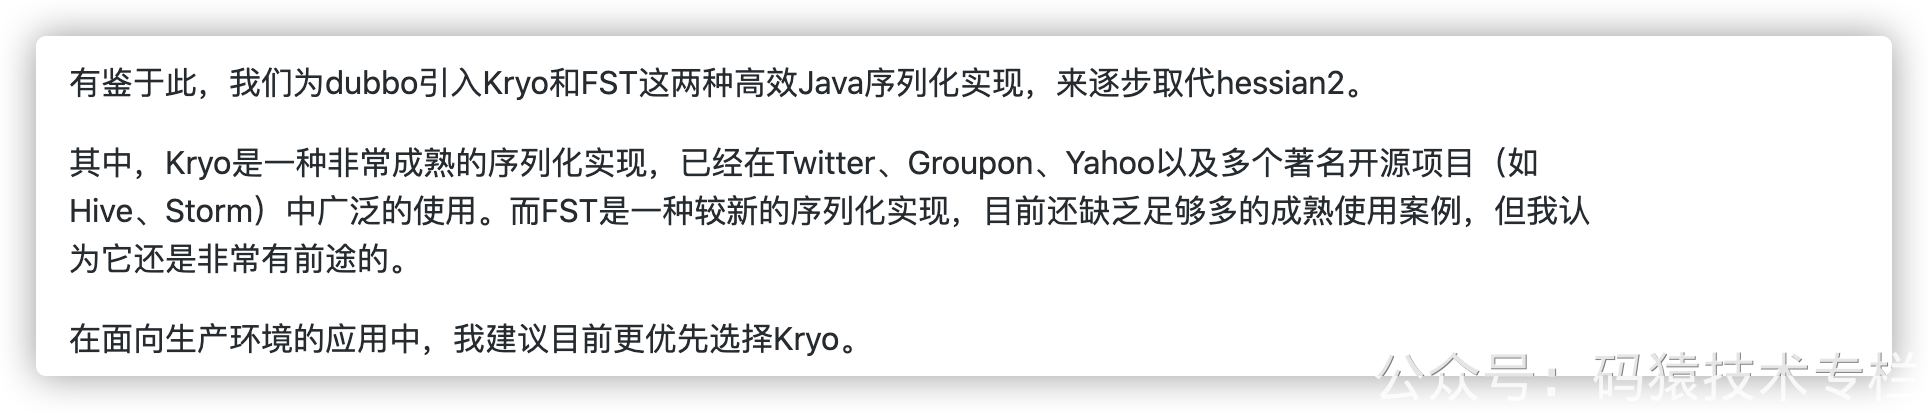 有鉴于此，我们为dubbo引入Kryo和FST这两种高效Java序列化实现，来逐步取代hessian2。
其中，Kryo是一种非常成熟的序列化实现，已经在Twitter、Groupon、Yahoo以及多个著名开源项目（如
Hive、Storm）中广泛的使用。而FST是一种较新的序列化实现，目前还缺乏足够多的成熟使用案例，但我认
为它还是非常有前途的。
在面向生产环境的应用中，我建议目前更优先选择Kryo。
公众号：码猿技术专栏